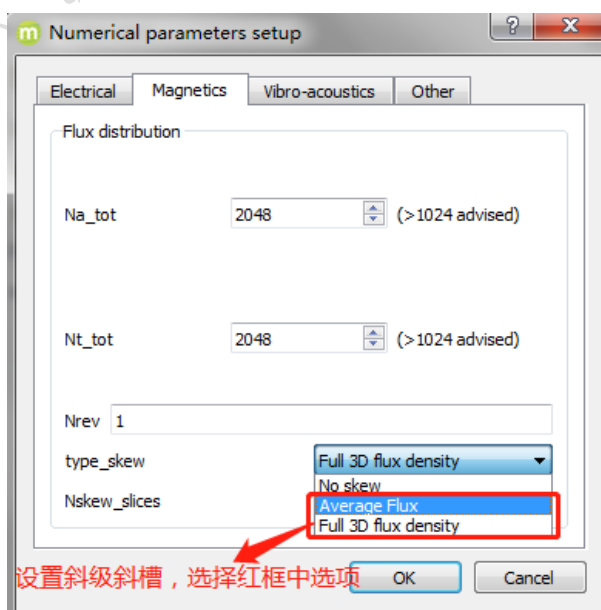 m Numerical parameters setup ? X
Electrical Magnetics Vibro-acoustics Other
Flux distribution
Na_tot 2048 (>1024 advised)
Nt_tot 2048 (>1024 advised)
Nrev 1
type_skew Full 3D flux density
No skew
Nskew_slices Average Flux
Full 3D flux density
设置斜级斜槽，选择红框中选项 OK Cancel